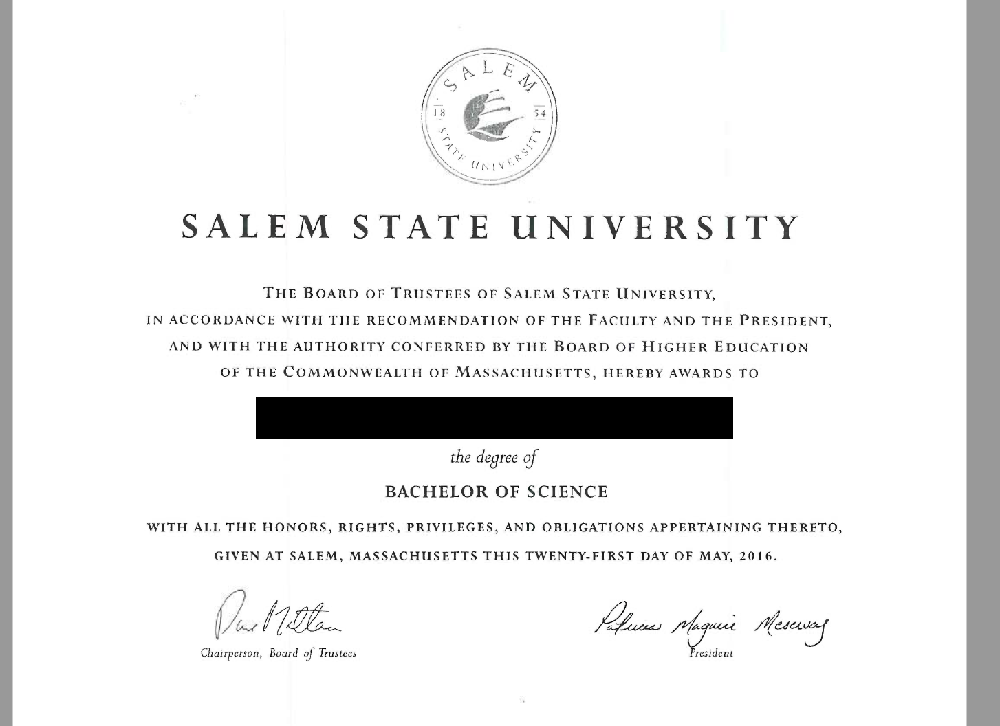 SALEM
18 54
STATE UNIVERSITY
SALEM STATE UNIVERSITY
THE BOARD OF TRUSTEES OF SALEM STATE UNIVERSITY,
IN ACCORDANCE WITH THE RECOMMENDATION OF THE FACULTY AND THE PRESIDENT,
AND WITH THE AUTHORITY CONFERRED BY THE BOARD OF HIGHER EDUCATION
OF THE COMMONWEALTH OF MASSACHUSETTS, HEREBY AWARDS TO
the degree of
BACHELOR OF SCIENCE
WITH ALL THE HONORS, RIGHTS, PRIVILEGES, AND OBLIGATIONS APPERTAINING THERETO,
GIVEN AT SALEM, MASSACHUSETTS THIS TWENTY-FIRST DAY OF MAY, 2016.
Patricia Maguire Meservey
Chairperson, Board of Trustees
President